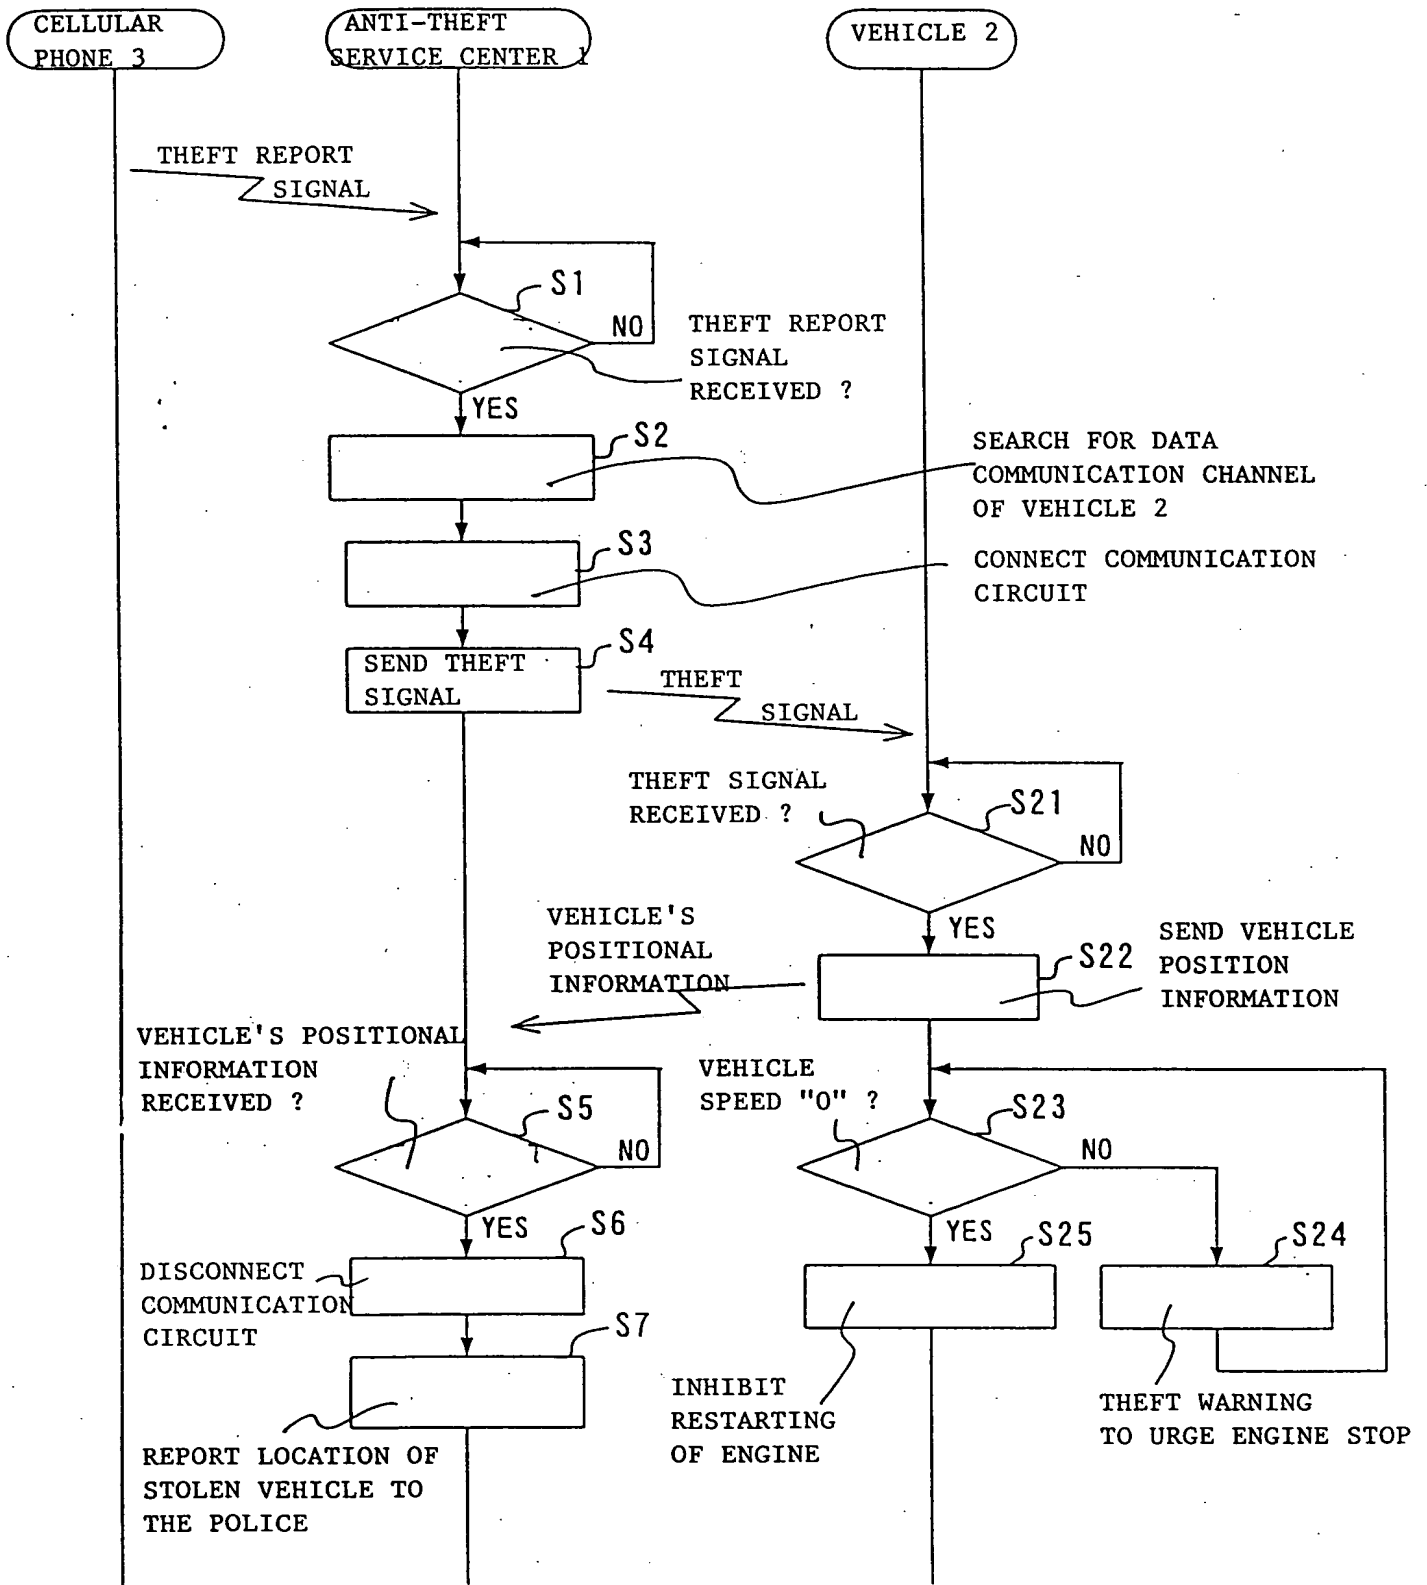 CELLULAR
PHONE 3
ANTI-THEFT
SERVICE CENTER 1
VEHICLE 2
THEFT REPORT
SIGNAL
S1
NO
THEFT REPORT
SIGNAL
RECEIVED ?
YES
S2
SEARCH FOR DATA
COMMUNICATION CHANNEL
OF VEHICLE 2
S3
CONNECT COMMUNICATION
CIRCUIT
S4
SEND THEFT
SIGNAL
THEFT
SIGNAL
THEFT SIGNAL
RECEIVED ?
S21
NO
YES
VEHICLE'S
POSITIONAL
INFORMATION
S22
SEND VEHICLE
POSITION
INFORMATION
VEHICLE'S POSITIONAL
INFORMATION
RECEIVED ?
S5
NO
YES
VEHICLE
SPEED "0" ?
S23
NO
YES
S6
DISCONNECT
COMMUNICATION
CIRCUIT
S25
S24
S7
INHIBIT
RESTARTING
OF ENGINE
THEFT WARNING
TO URGE ENGINE STOP
REPORT LOCATION OF
STOLEN VEHICLE TO
THE POLICE